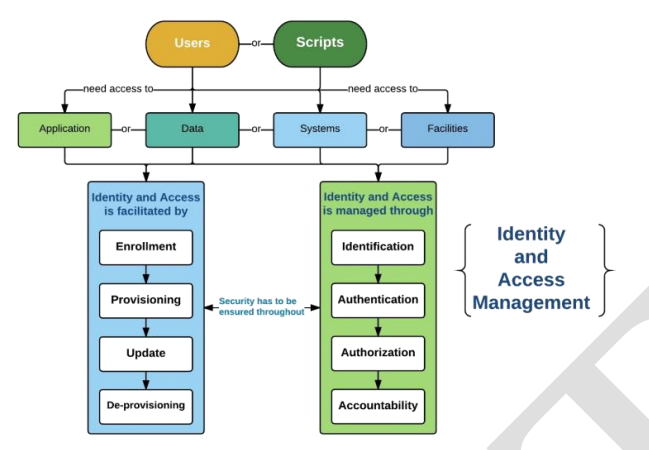 Users
or
Scripts
need access to
need access to
Application
or
Data
or
Systems
or
Facilities
Identity and Access
is facilitated by
Enrollment
Provisioning
Update
De-provisioning
Security has to be
ensured throughout
Identity and Access
is managed through
Identification
Authentication
Authorization
Accountability
Identity
and
Access
Management